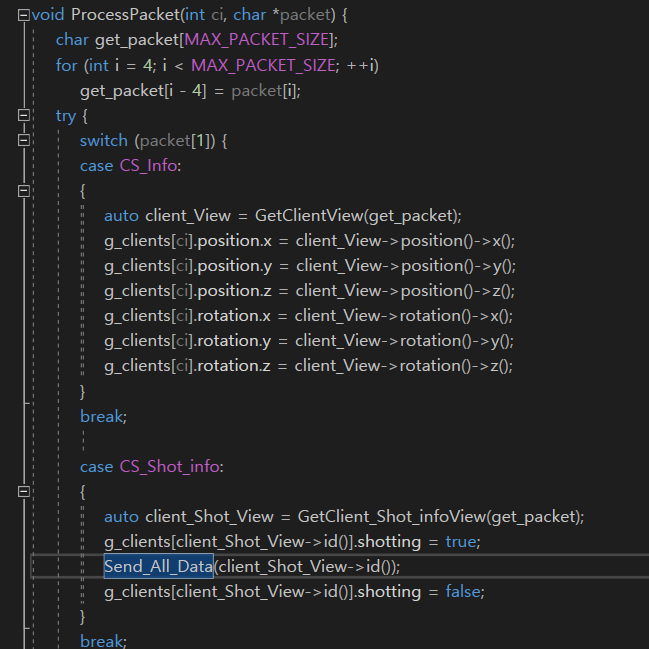 void ProcessPacket(int ci, char *packet) {
char get_packet[MAX_PACKET_SIZE];
for (int i = 4; i < MAX_PACKET_SIZE; ++i)
get_packet[i - 4] = packet[i];
try {
switch (packet[1]) {
case CS_Info:
{
auto client_View = GetClientView(get_packet);
g_clients[ci].position.x = client_View->position()->x();
g_clients[ci].position.y = client_View->position()->y();
g_clients[ci].position.z = client_View->position()->z();
g_clients[ci].rotation.x = client_View->rotation()->x();
g_clients[ci].rotation.y = client_View->rotation()->y();
g_clients[ci].rotation.z = client_View->rotation()->z();
}
break;
case CS_Shot_info:
{
auto client_Shot_View = GetClient_Shot_infoView(get_packet);
g_clients[client_Shot_View->id()].shotting = true;
Send_All_Data(client_Shot_View->id());
g_clients[client_Shot_View->id()].shotting = false;
}
break;